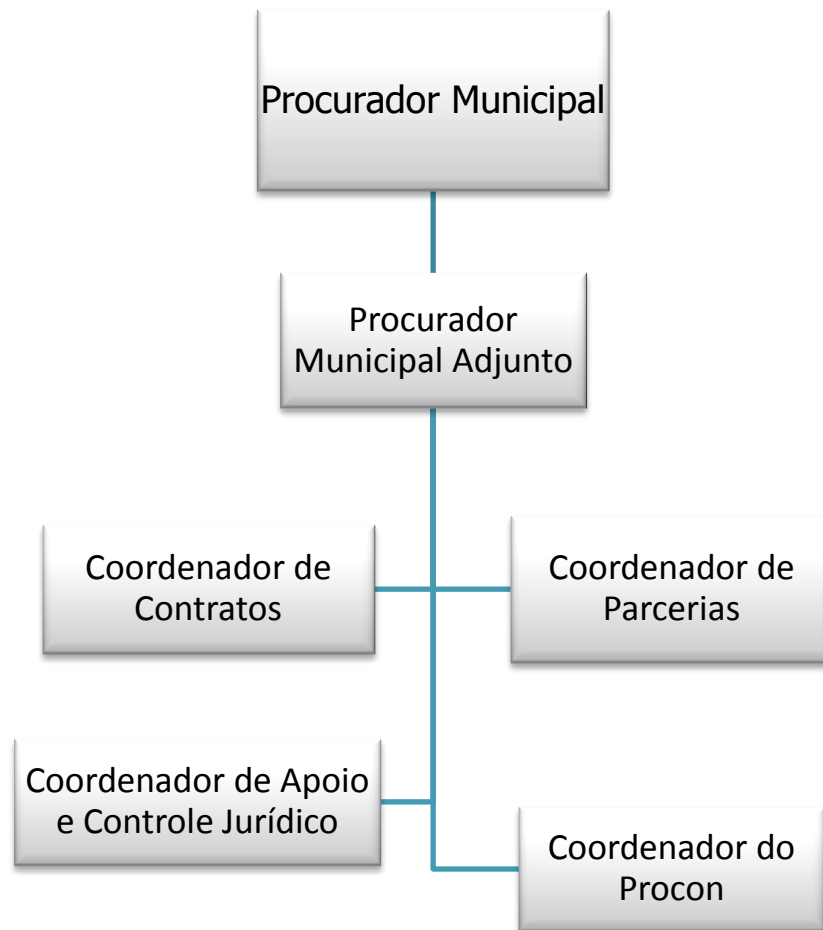 Procurador Municipal
Procurador
Municipal Adjunto
Coordenador de
Contratos
Coordenador de
Parcerias
Coordenador de Apoio
e Controle Jurídico
Coordenador do
Procon